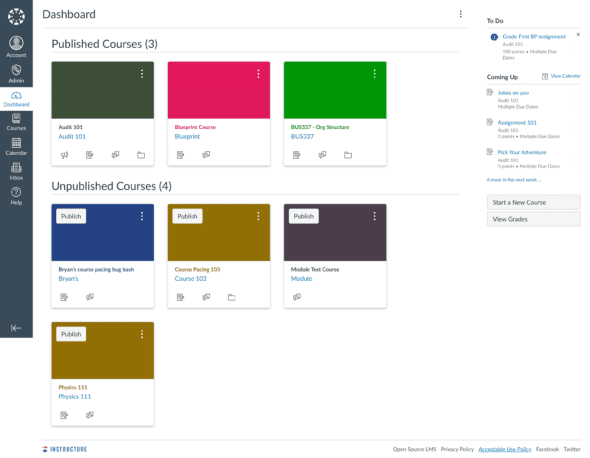 Dashboard
Published Courses (3)
Account
Admin
Dashboard
Courses
Calendar
Inbox
Help
Audit 101
Audit 101
Blueprint Course
Blueprint
BUS337 - Org Structure
BUS337
Unpublished Courses (4)
Publish
Bryan's course pacing bug bash
Bryan's
Publish
Course Pacing 103
Course 103
Publish
Module Test Course
Module
Publish
Physics 111
Physics 111
To Do
1
Grade First BP assignment
Audit 101
100 points • Multiple Due
Dates
Coming Up
View Calendar
Jokes on you
Audit 101
Multiple Due Dates
Assignment 101
Audit 101
5 points • Multiple Due Dates
Pick Your Adventure
Audit 101
5 points • Multiple Due Dates
4 more in the next week...
Start a New Course
View Grades
INSTRUCTURE
Open Source LMS Privacy Policy Acceptable Use Policy Facebook Twitter